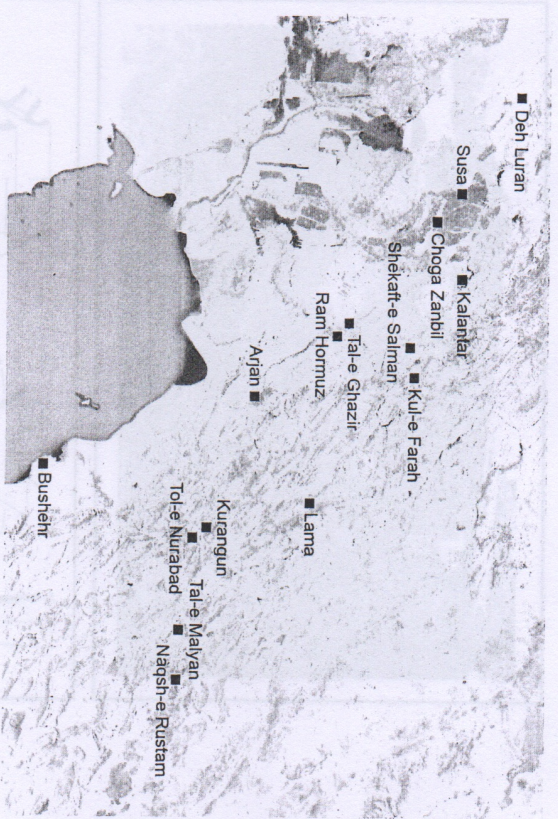 Deh Luran
Susa
Choga Zanbil
Kalantar
Shekaft-e Salman
Kul-e Farah
Tal-e Ghazir
Ram Hormuz
Arjan
Lama
Kurangun
Tol-e Nurabad
Tal-e Malyan
Naqsh-e Rustam
Bushehr